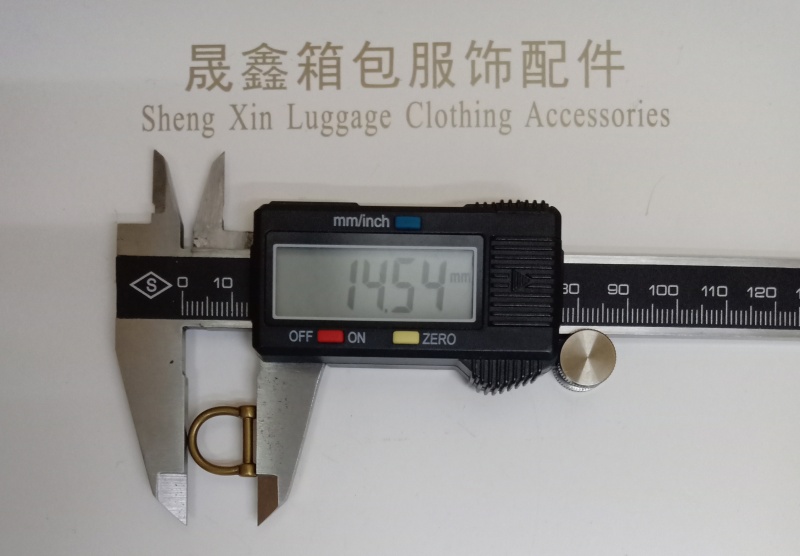 晟鑫箱包服饰配件
Sheng Xin Luggage Clothing Accessories
mm/inch
14.54 mm
S 0 10 80 90 100 110 120
OFF ON ZERO